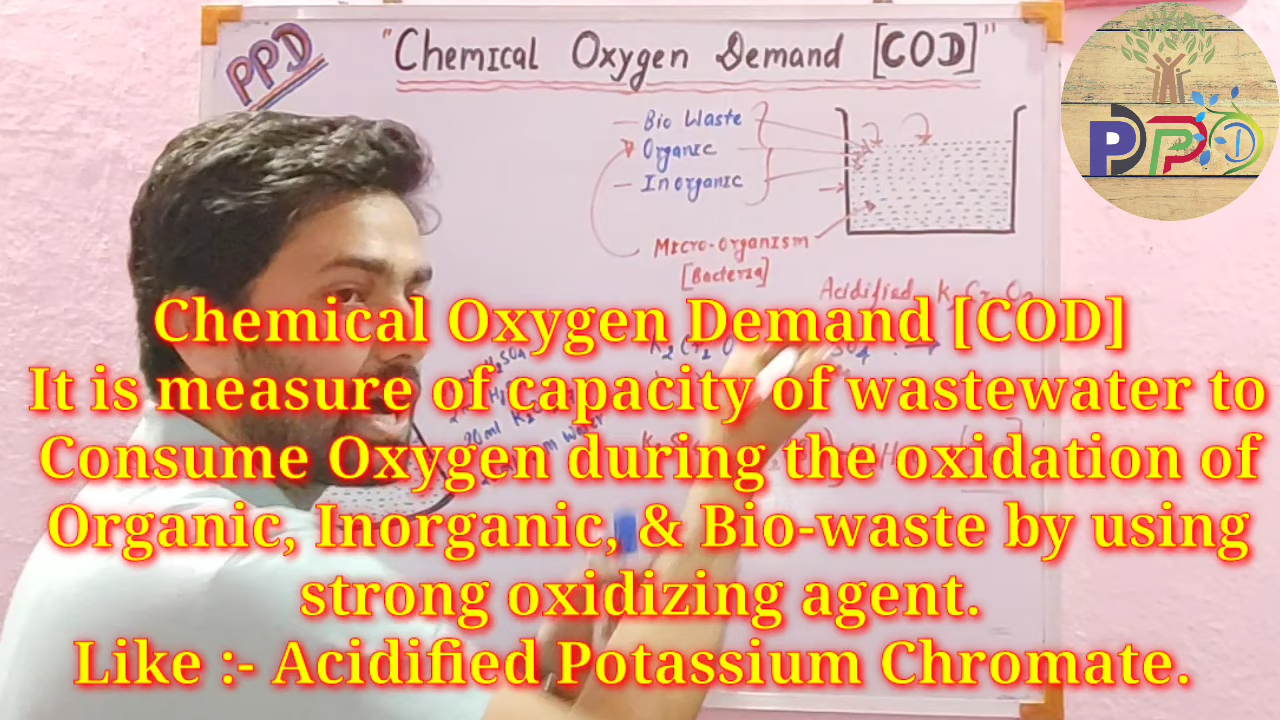 PPD
"Chemical Oxygen Demand [COD]"
— Bio Waste
Organic
— Inorganic
Micro-Organism
[Bacteria]
PPD
Acidified
Chemical Oxygen Demand [COD]
It is measure of capacity of wastewater to
Consume Oxygen during the oxidation of
Organic, Inorganic, & Bio-waste by using
strong oxidizing agent.
Like :- Acidified Potassium Chromate.